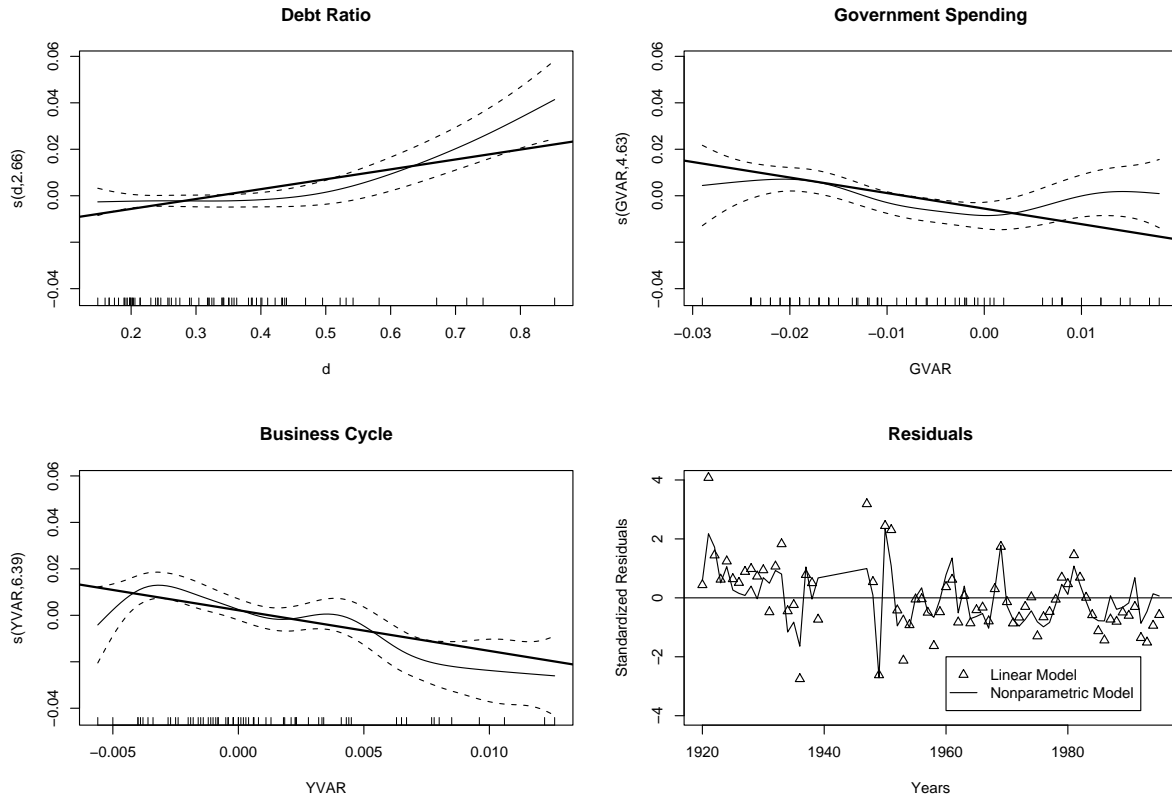 Debt Ratio
s(d,2.66)
0.06
0.04
0.02
0.00
−0.04
0.2 0.3 0.4 0.5 0.6 0.7 0.8
d
Government Spending
s(GVAR,4.63)
0.06
0.04
0.02
0.00
−0.04
−0.03 −0.02 −0.01 0.00 0.01
GVAR
Business Cycle
s(YVAR,6.39)
0.06
0.04
0.02
0.00
−0.04
−0.005 0.000 0.005 0.010
YVAR
Residuals
Standardized Residuals
4
2
0
−2
−4
Linear Model
Nonparametric Model
1920 1940 1960 1980
Years